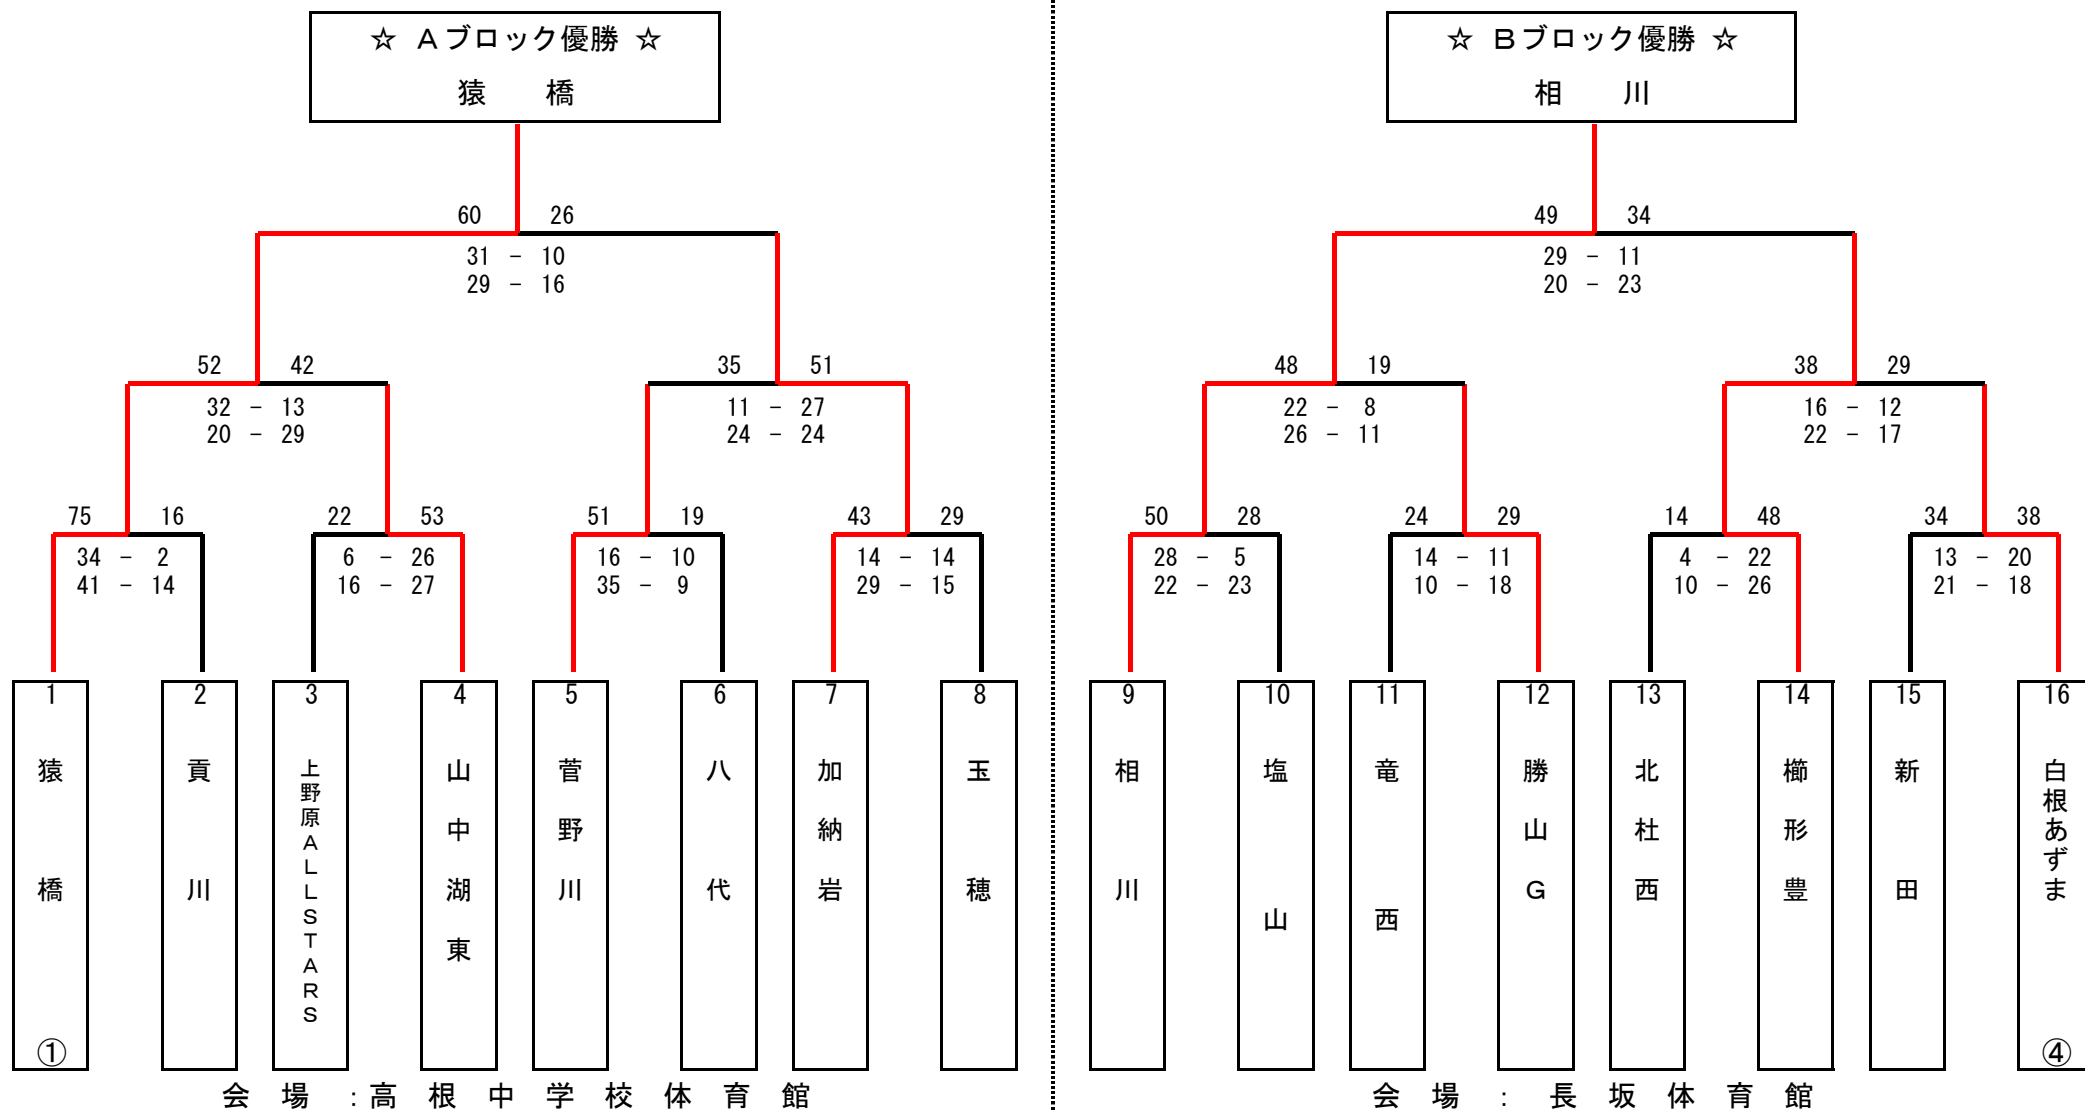 ☆ Aブロック優勝 ☆
猿 橋
60 26
31 - 10
29 - 16
52 42
32 - 13
20 - 29
35 51
11 - 27
24 - 24
75 16
34 - 2
41 - 14
22 53
6 - 26
16 - 27
51 19
16 - 10
35 - 9
43 29
14 - 14
29 - 15
1
猿橋
①
2
貢川
3
上野原ALLSTARS
4
山中湖東
5
菅野川
6
八代
7
加納岩
8
玉穂
会場:高根中学校体育館
☆ Bブロック優勝 ☆
相 川
49 34
29 - 11
20 - 23
48 19
22 - 8
26 - 11
38 29
16 - 12
22 - 17
50 28
28 - 5
22 - 23
24 29
14 - 11
10 - 18
14 48
4 - 22
10 - 26
34 38
13 - 20
21 - 18
9
相川
10
塩山
11
竜西
12
勝山G
13
北杜西
14
櫛形豊
15
新田
16
白根あずま
④
会場:長坂体育館